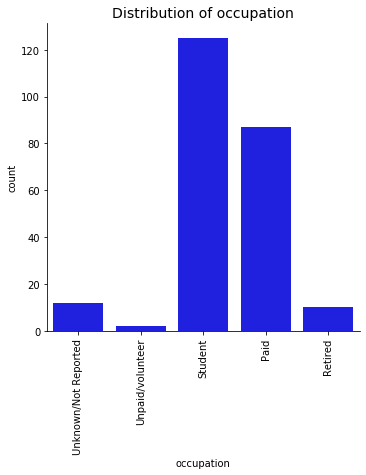 Distribution of occupation
120
100
80
60
40
20
0
count
Unknown/Not Reported
Unpaid/volunteer
Student
Paid
Retired
occupation